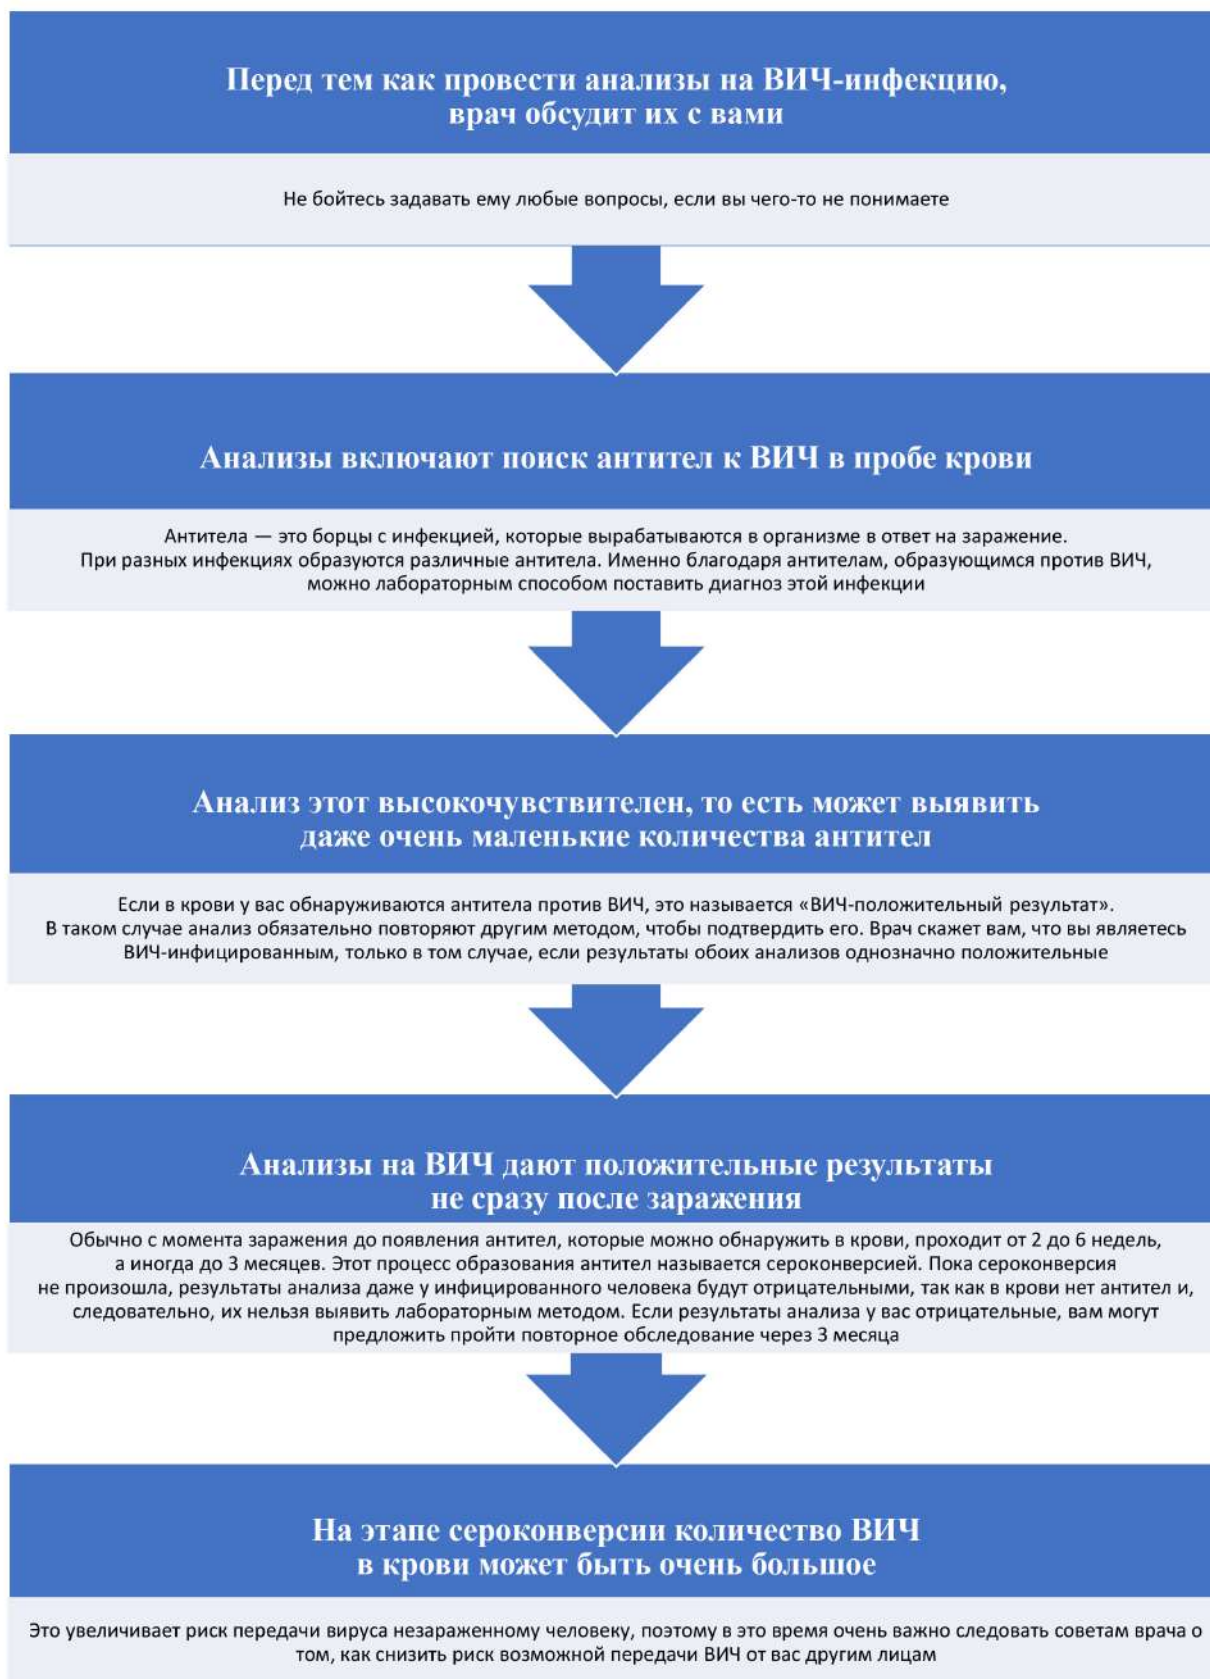 Перед тем как провести анализы на ВИЧ-инфекцию,
врач обсудит их с вами
Не бойтесь задавать ему любые вопросы, если вы чего-то не понимаете
Анализы включают поиск антител к ВИЧ в пробе крови
Антитела — это борцы с инфекцией, которые вырабатываются в организме в ответ на заражение.
При разных инфекциях образуются различные антитела. Именно благодаря антителам, образующимся против ВИЧ,
можно лабораторным способом поставить диагноз этой инфекции
Анализ этот высокочувствителен, то есть может выявить
даже очень маленькие количества антител
Если в крови у вас обнаруживаются антитела против ВИЧ, это называется «ВИЧ-положительный результат».
В таком случае анализ обязательно повторяют другим методом, чтобы подтвердить его. Врач скажет вам, что вы являетесь
ВИЧ-инфицированным, только в том случае, если результаты обоих анализов однозначно положительные
Анализы на ВИЧ дают положительные результаты
не сразу после заражения
Обычно с момента заражения до появления антител, которые можно обнаружить в крови, проходит от 2 до 6 недель,
а иногда до 3 месяцев. Этот процесс образования антител называется сероконверсией. Пока сероконверсия
не произошла, результаты анализа даже у инфицированного человека будут отрицательными, так как в крови нет антител и,
следовательно, их нельзя выявить лабораторным методом. Если результаты анализа у вас отрицательные, вам могут
предложить пройти повторное обследование через 3 месяца
На этапе сероконверсии количество ВИЧ
в крови может быть очень большое
Это увеличивает риск передачи вируса незараженному человеку, поэтому в это время очень важно следовать советам врача о
том, как снизить риск возможной передачи ВИЧ от вас другим лицам